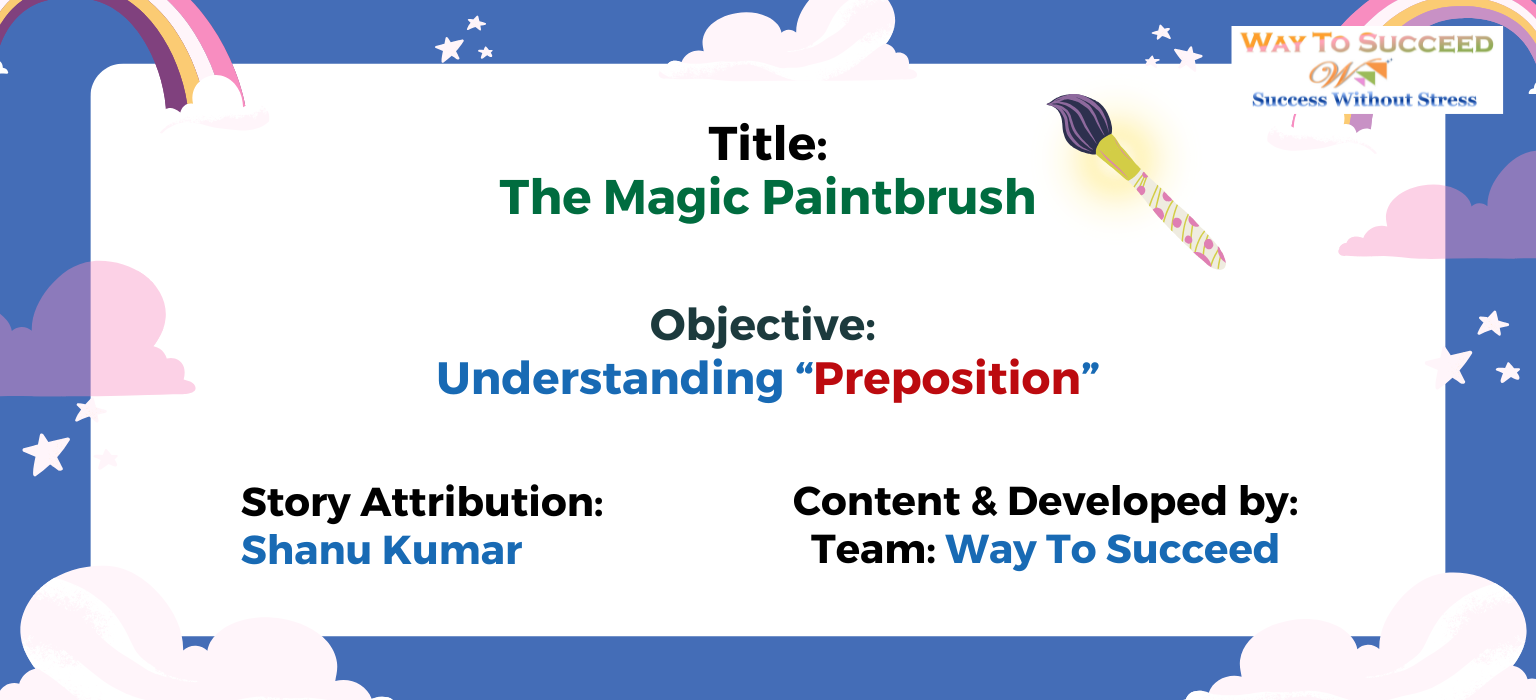 WAY TO SUCCEED
Success Without Stress
Title:
The Magic Paintbrush
Objective:
Understanding “Preposition”
Story Attribution:
Shanu Kumar
Content & Developed by:
Team: Way To Succeed